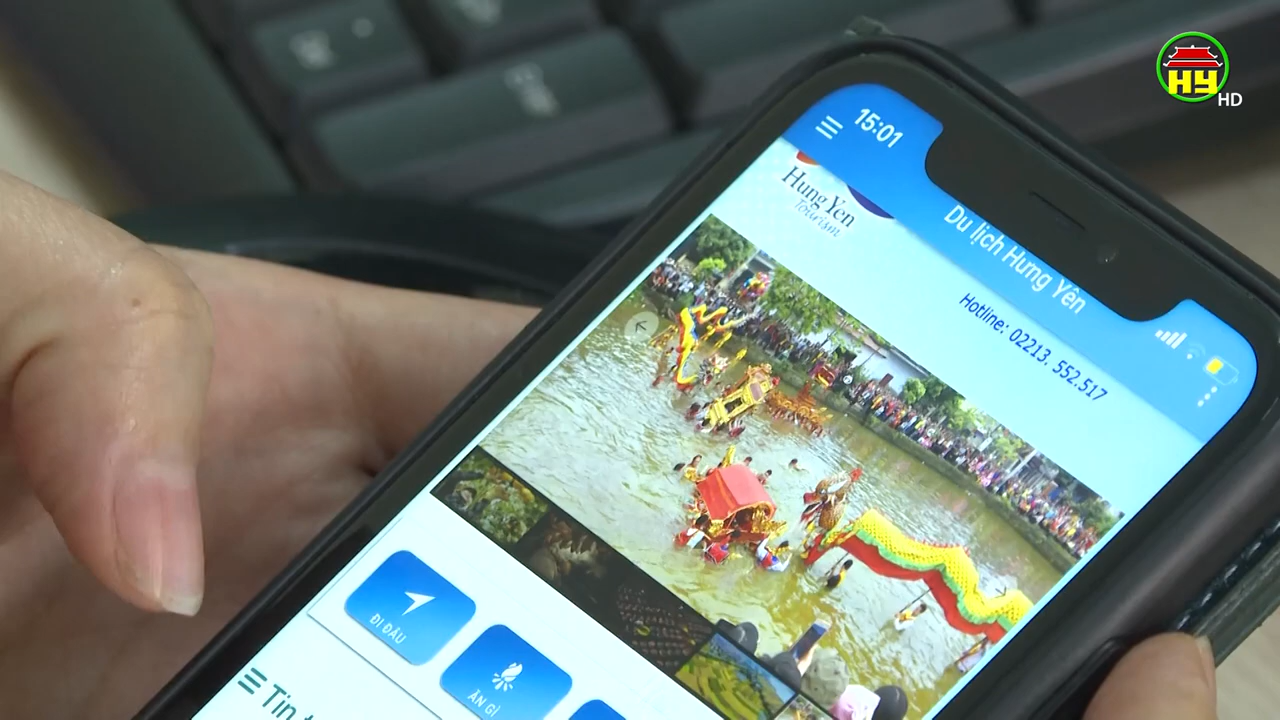 HY
HD
15:01
Hung Yen
Tourism
Du lịch Hưng Yên
Hotline: 02213. 552.517
ĐI ĐÂU
ĂN GÌ
Tin